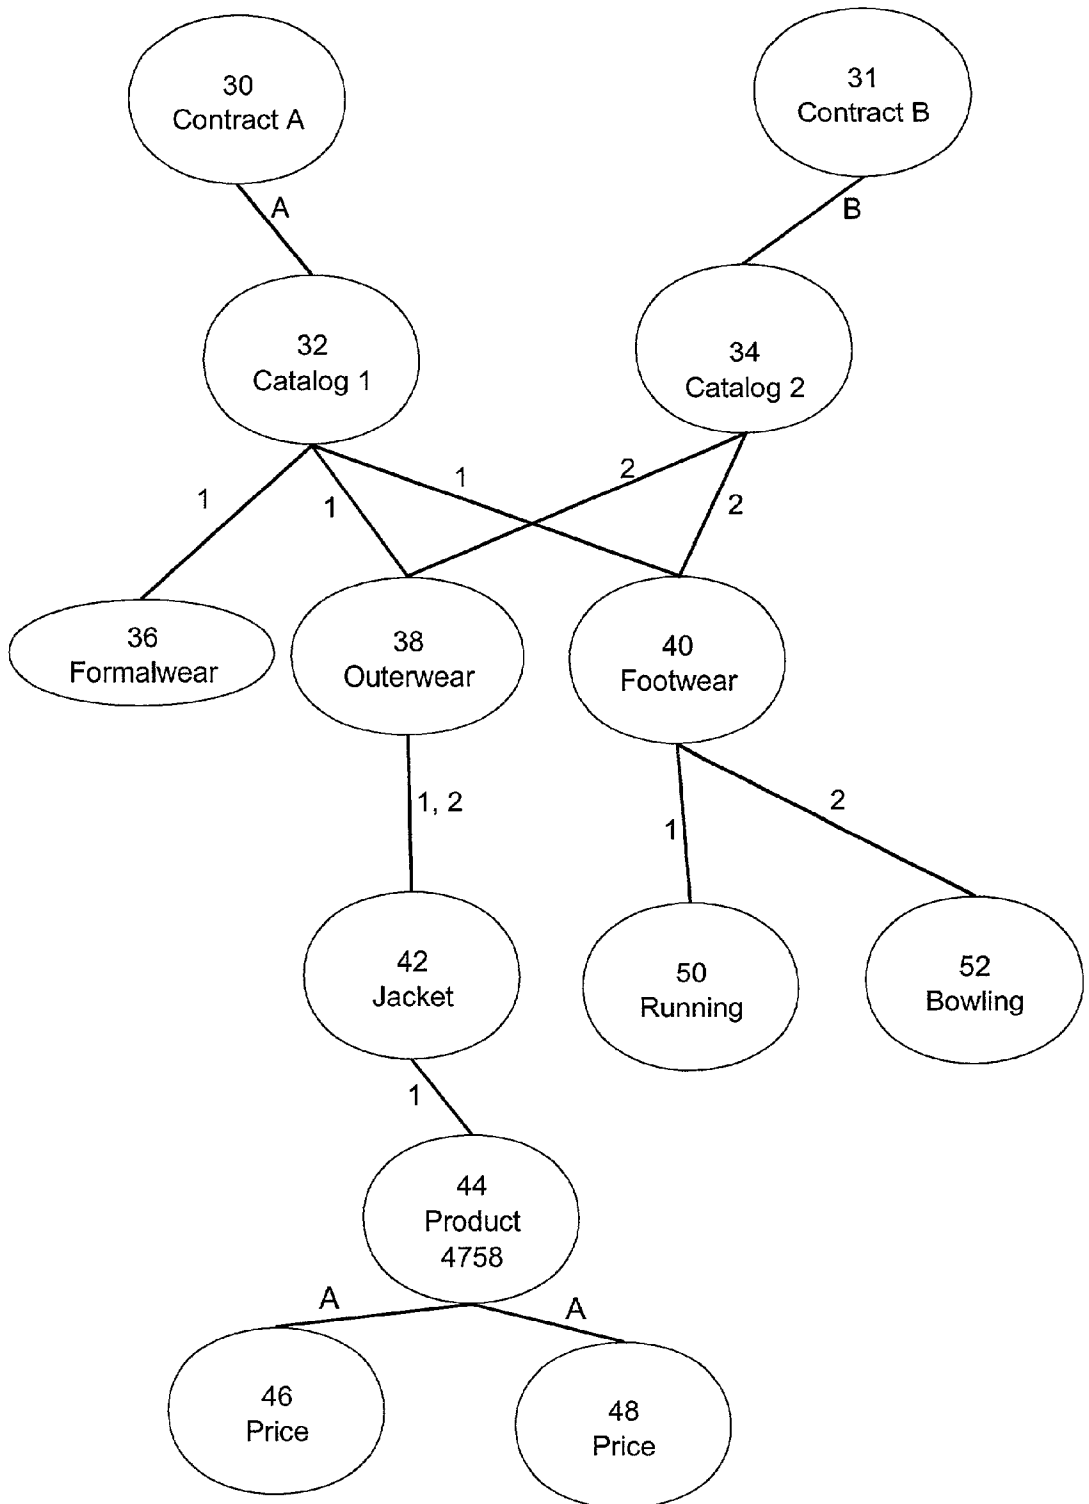 30
Contract A
31
Contract B
A
B
32
Catalog 1
34
Catalog 2
1
1
1
2
2
36
Formalwear
38
Outerwear
40
Footwear
1, 2
1
2
42
Jacket
50
Running
52
Bowling
1
44
Product
4758
A
A
46
Price
48
Price